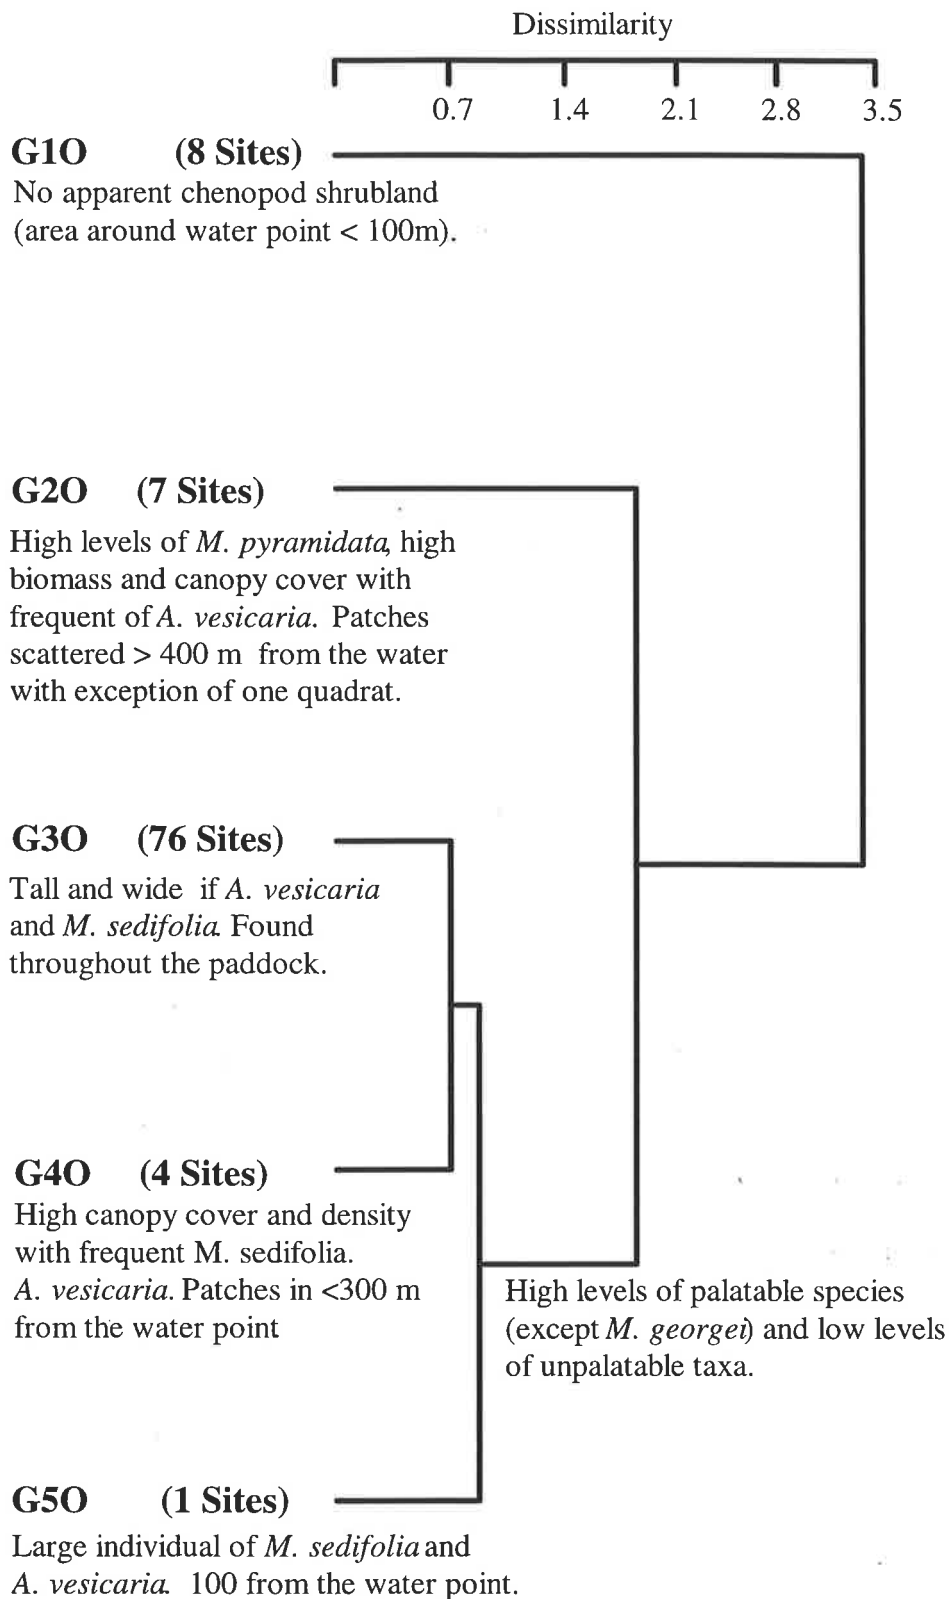 Dissimilarity
0.7 1.4 2.1 2.8 3.5
G1O (8 Sites)
No apparent chenopod shrubland
(area around water point < 100m).
G2O (7 Sites)
High levels of M. pyramidata, high
biomass and canopy cover with
frequent of A. vesicaria. Patches
scattered > 400 m from the water
with exception of one quadrat.
G3O (76 Sites)
Tall and wide if A. vesicaria
and M. sedifolia. Found
throughout the paddock.
G4O (4 Sites)
High canopy cover and density
with frequent M. sedifolia.
A. vesicaria. Patches in <300 m
from the water point
High levels of palatable species
(except M. georgei) and low levels
of unpalatable taxa.
G5O (1 Sites)
Large individual of M. sedifolia and
A. vesicaria. 100 from the water point.